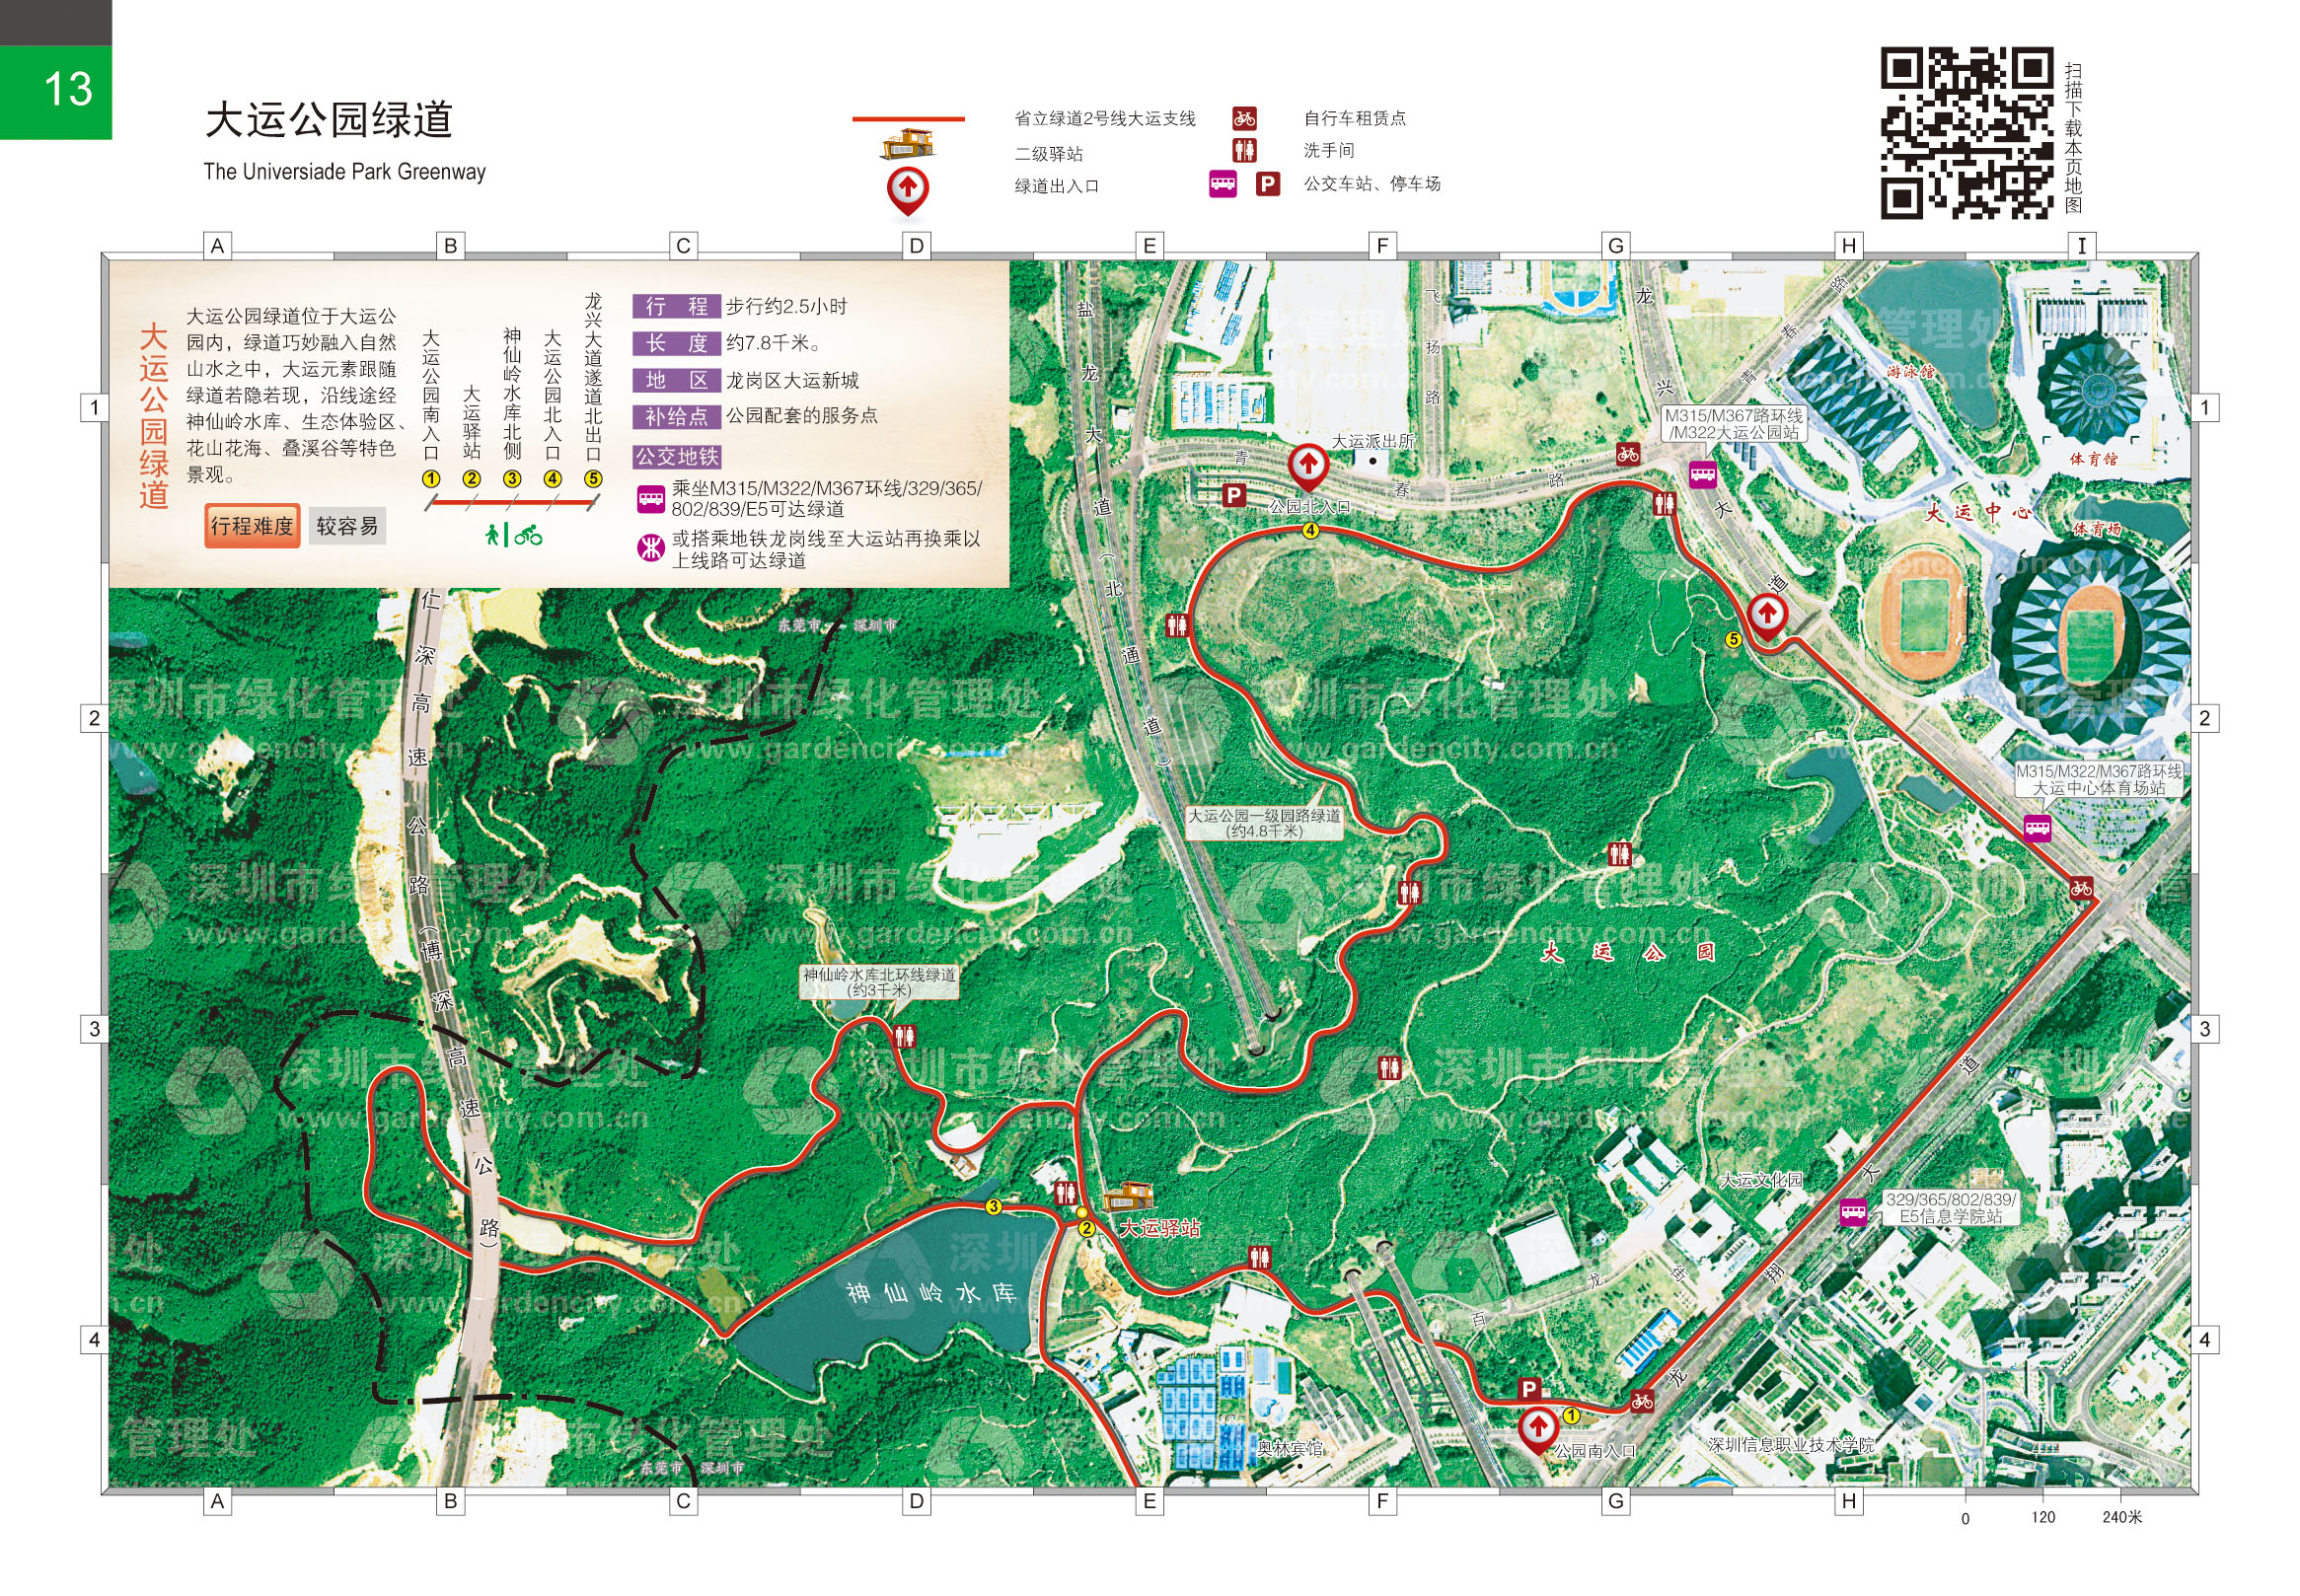 13
大运公园绿道
The Universiade Park Greenway
省立绿道2号线大运支线
二级驿站
绿道出入口
自行车租赁点
洗手间
P
公交车站、停车场
扫描下载本页地图
A B C D E F G H I
1
2
3
4
大运公园绿道
大运公园绿道位于大运公
园内，绿道巧妙融入自然
山水之中，大运元素跟随
绿道若隐若现，沿线途经
神仙岭水库、生态体验区、
花山花海、叠溪谷等特色
景观。
行程难度 较容易
大运公园南入口
大运驿站
神仙岭水库北侧
大运公园北入口
龙兴大道遂道北出口
1 2 3 4 5
行 程 步行约2.5小时
长 度 约7.8千米。
地 区 龙岗区大运新城
补给点 公园配套的服务点
公交地铁
乘坐M315/M322/M367环线/329/365/
802/839/E5可达绿道
或搭乘地铁龙岗线至大运站再换乘以
上线路可达绿道
盐龙大道（北通道）
飞扬路
龙兴大道
青春路
青春路
大运派出所
P
公园北入口
4
M315/M367路环线
/M322大运公园站
游泳馆
体育馆
大运中心
体育场
5
仁深高速公路（博深高速公路）
东莞市 深圳市
M315/M322/M367路环线
大运中心体育场站
大运公园一级园路绿道
(约4.8千米)
大运公园
神仙岭水库北环线绿道
(约3千米)
3
2
大运驿站
神仙岭水库
大运文化园
329/365/802/839/
E5信息学院站
龙翔大道
百龙街
P
1
公园南入口
奥林宾馆
深圳信息职业技术学院
东莞市 深圳市
深圳市绿化管理处
www.gardencity.com.cn
1
2
3
4
A B C D E F G H
0 120 240米